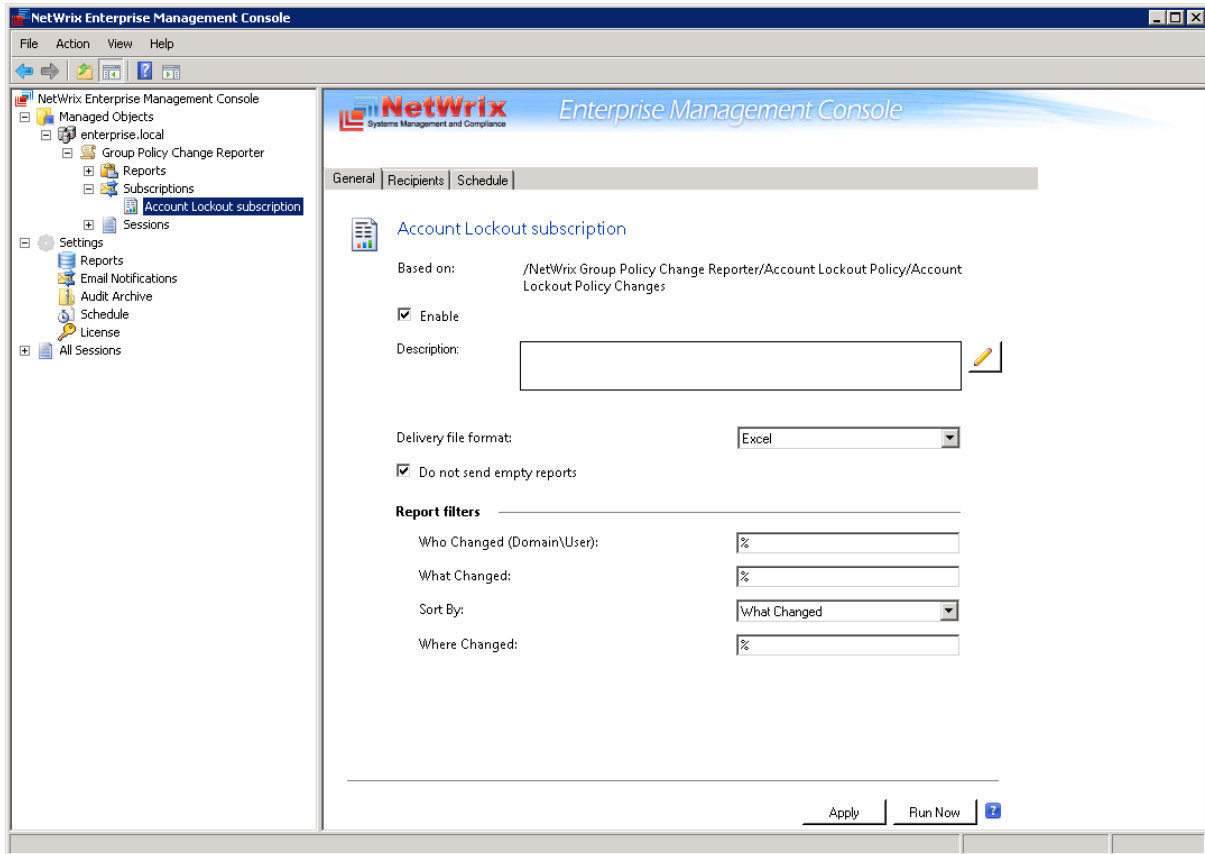 NetWrix Enterprise Management Console
File Action View Help
NetWrix Enterprise Management Console
Managed Objects
enterprise.local
Group Policy Change Reporter
Reports
Subscriptions
Account Lockout subscription
Sessions
Settings
Reports
Email Notifications
Audit Archive
Schedule
License
All Sessions
NetWrix
Systems Management and Compliance
Enterprise Management Console
General Recipients Schedule
Account Lockout subscription
Based on: /NetWrix Group Policy Change Reporter/Account Lockout Policy/Account
Lockout Policy Changes
Enable
Description:
Delivery file format: Excel
Do not send empty reports
Report filters
Who Changed (Domain\User): %
What Changed: %
Sort By: What Changed
Where Changed: %
Apply Run Now ?